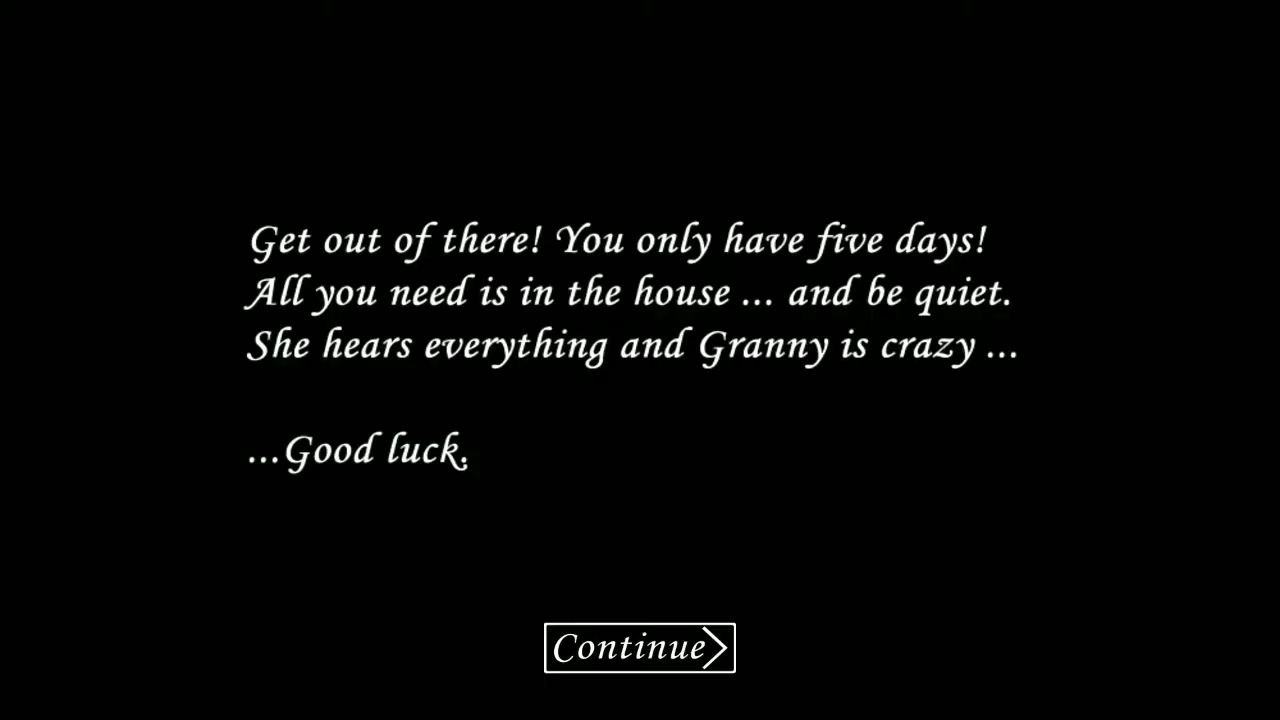 Get out of there! You only have five days!
All you need is in the house ... and be quiet.
She hears everything and Granny is crazy ...
...Good luck.
Continue